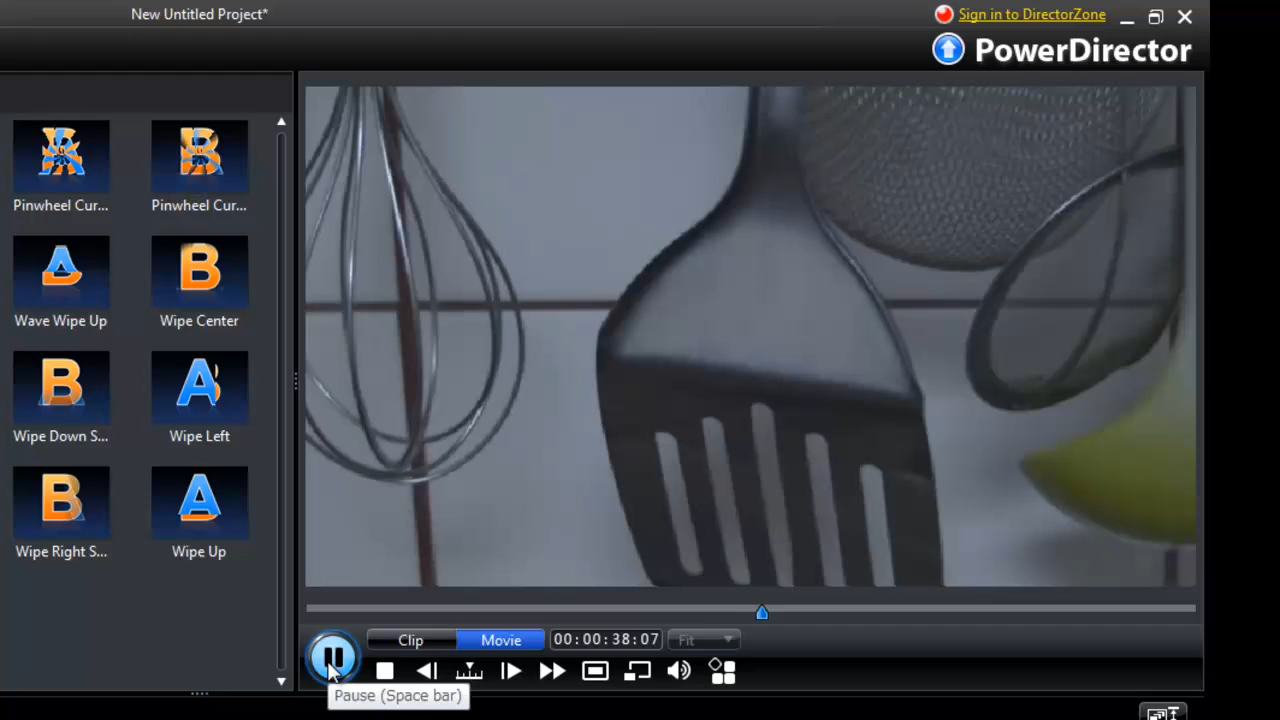 New Untitled Project*
Sign in to DirectorZone
PowerDirector
Pinwheel Cur...
Pinwheel Cur...
Wave Wipe Up
Wipe Center
Wipe Down S...
Wipe Left
Wipe Right S...
Wipe Up
Clip
Movie
00:00:38:07
Fit
Pause (Space bar)